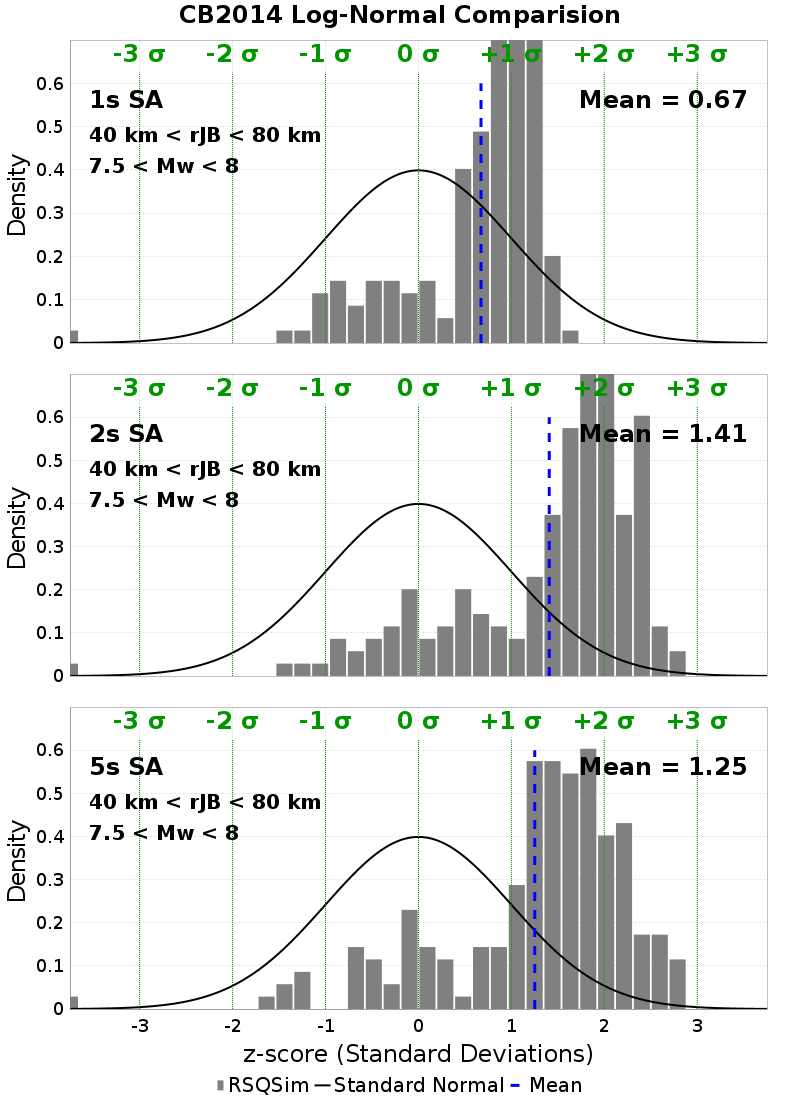 CB2014 Log-Normal Comparision
-3 σ -2 σ -1 σ 0 σ +1 σ +2 σ +3 σ
0.6
1s SA Mean = 0.67
0.5
40 km < rJB < 80 km
7.5 < Mw < 8
0.4
0.3
0.2
0.1
0
Density
-3 σ -2 σ -1 σ 0 σ +1 σ +2 σ +3 σ
0.6
2s SA Mean = 1.41
0.5
40 km < rJB < 80 km
7.5 < Mw < 8
0.4
0.3
0.2
0.1
0
Density
-3 σ -2 σ -1 σ 0 σ +1 σ +2 σ +3 σ
0.6
5s SA Mean = 1.25
0.5
40 km < rJB < 80 km
7.5 < Mw < 8
0.4
0.3
0.2
0.1
0
Density
-3 -2 -1 0 1 2 3
z-score (Standard Deviations)
RSQSim Standard Normal Mean